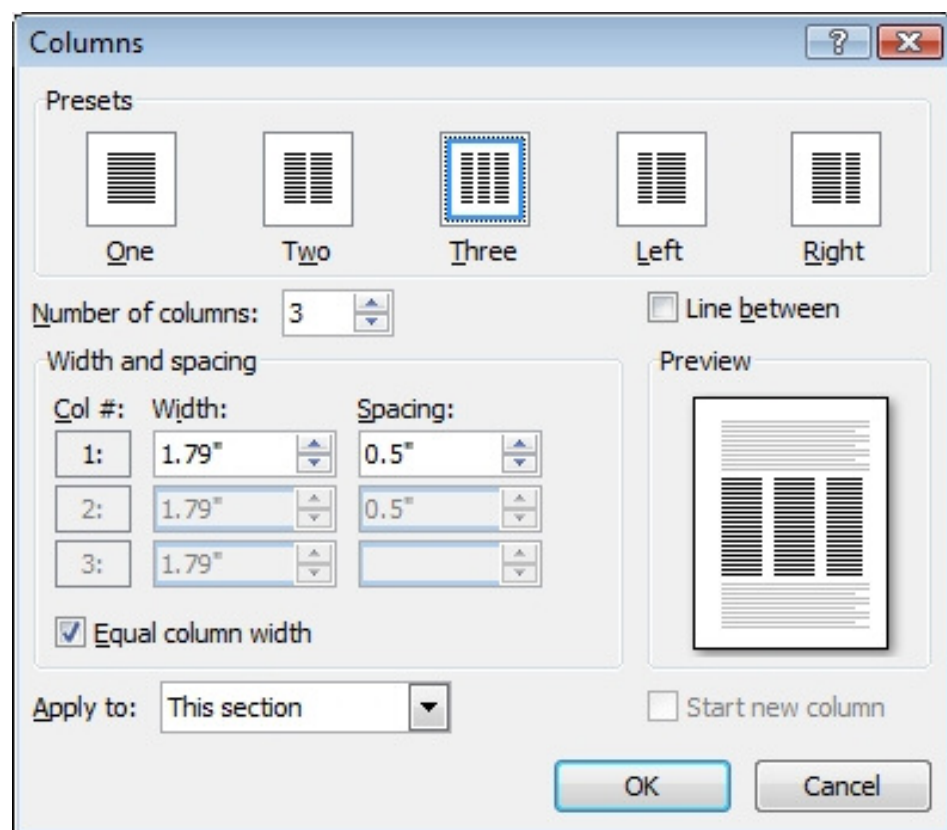 Columns
Presets
One Two Three Left Right
Number of columns: 3 Line between
Width and spacing Preview
Col #: Width: Spacing:
1: 1.79" 0.5"
2: 1.79" 0.5"
3: 1.79"
Equal column width
Apply to: This section Start new column
OK Cancel